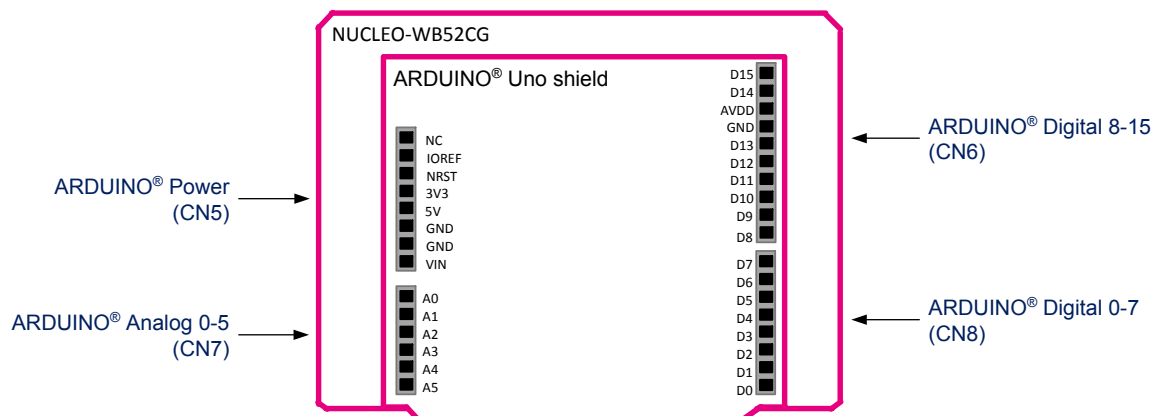 NUCLEO-WB52CG
ARDUINO® Uno shield
ARDUINO® Power
(CN5)
NC
IOREF
NRST
3V3
5V
GND
GND
VIN
ARDUINO® Analog 0-5
(CN7)
A0
A1
A2
A3
A4
A5
D15
D14
AVDD
GND
D13
D12
D11
D10
D9
D8
ARDUINO® Digital 8-15
(CN6)
D7
D6
D5
D4
D3
D2
D1
D0
ARDUINO® Digital 0-7
(CN8)